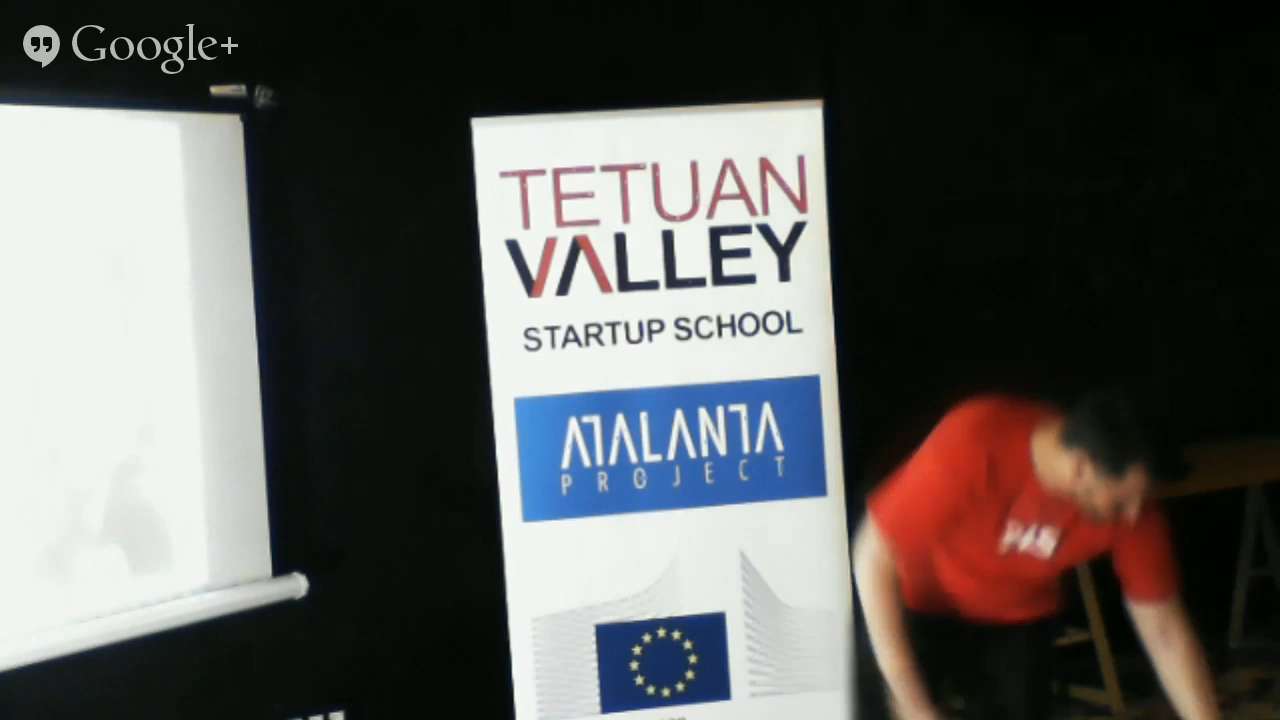 Google+
TETUAN
VALLEY
STARTUP SCHOOL
ATALANTA
PROJECT